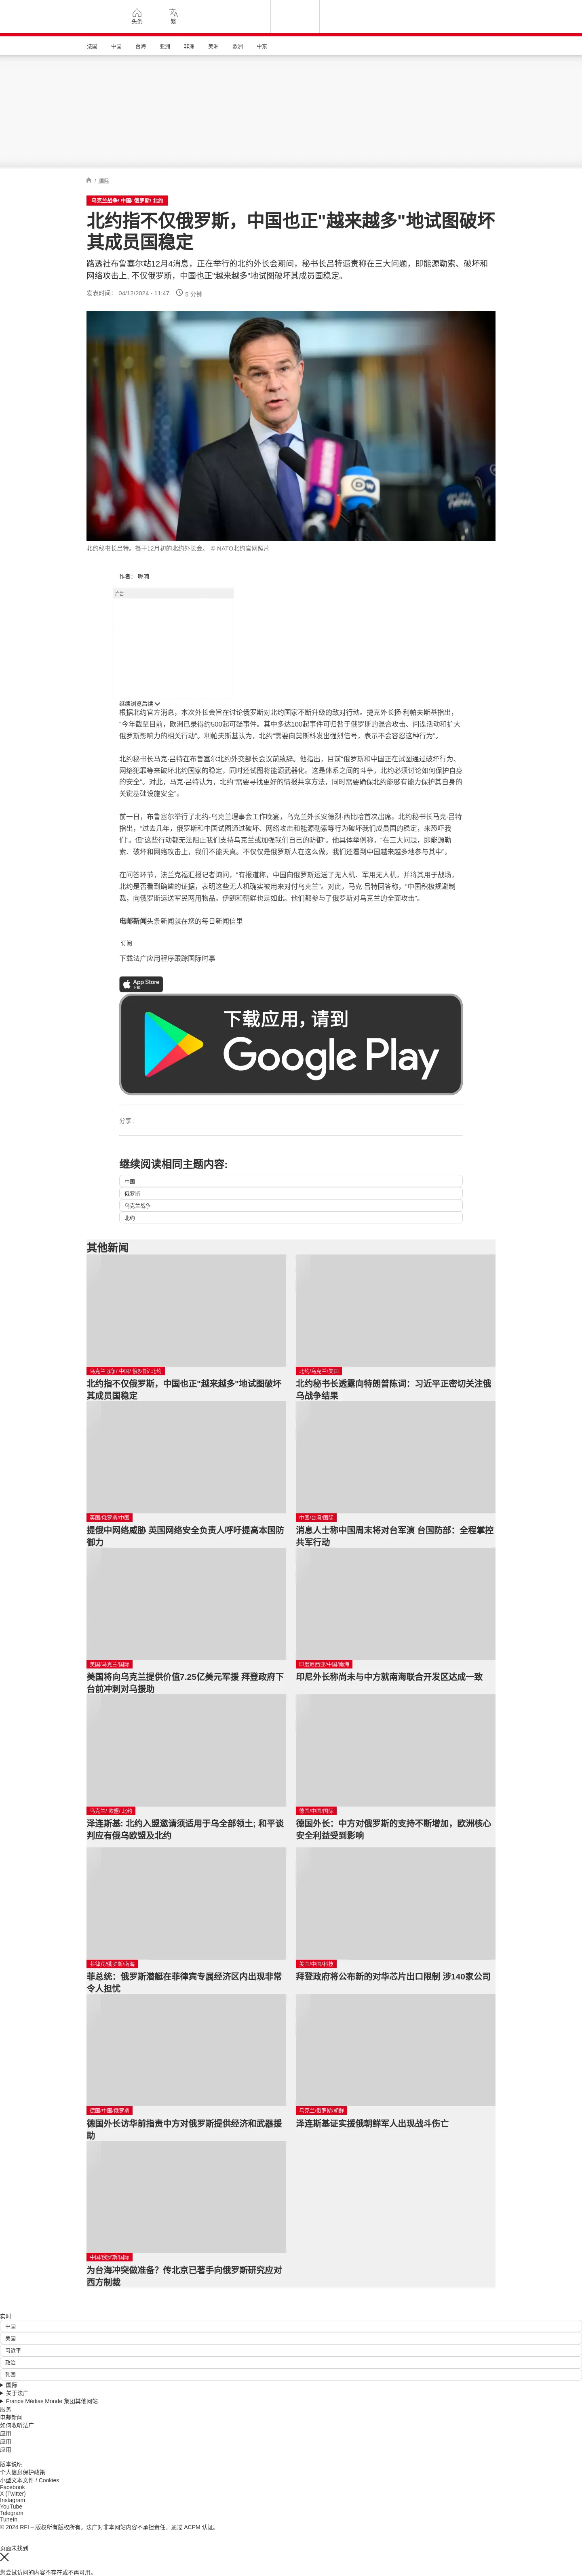 头条
繁
法国
中国
台海
亚洲
非洲
美洲
欧洲
中东
/ 国际
乌克兰战争/ 中国/ 俄罗斯/ 北约
北约指不仅俄罗斯，中国也正"越来越多"地试图破坏
其成员国稳定
路透社布鲁塞尔站12月4消息，正在举行的北约外长会期间，秘书长吕特谴责称在三大问题，即能源勒索、破坏和
网络攻击上, 不仅俄罗斯，中国也正"越来越多"地试图破坏其成员国稳定。
发表时间： 04/12/2024 - 11:47
5 分钟
北约秘书长吕特。摄于12月初的北约外长会。 © NATO北约官网照片
作者： 呢喃
广告
继续浏览后续
根据北约官方消息，本次外长会旨在讨论俄罗斯对北约国家不断升级的敌对行动。捷克外长扬·利帕夫斯基指出，
“今年截至目前，欧洲已录得约500起可疑事件。其中多达100起事件可归咎于俄罗斯的混合攻击、间谍活动和扩大
俄罗斯影响力的相关行动”。利帕夫斯基认为，北约“需要向莫斯科发出强烈信号，表示不会容忍这种行为”。
北约秘书长马克·吕特在布鲁塞尔北约外交部长会议前致辞。他指出，目前“俄罗斯和中国正在试图通过破坏行为、
网络犯罪等来破坏北约国家的稳定，同时还试图将能源武器化。这是体系之间的斗争，北约必须讨论如何保护自身
的安全”。对此，马克·吕特认为，北约“需要寻找更好的情报方式，同时需要确保北约能够有能力保护其自身的
关键基础设施安全”。
前一日，布鲁塞尔举行了北约-乌克兰理事会工作晚宴，乌克兰外长安德烈·西比哈首次出席。北约秘书长马克·吕特
指出，“过去几年，俄罗斯和中国试图通过破坏、网络攻击和能源勒索等行为破坏我们成员国的稳定，来恐吓我
们”。但“这些行动都无法阻止我们支持乌克兰或加强我们自己的防御”。他具体举例称，“在三大问题，即能源勒
索、破坏和网络攻击上，我们不能天真。不仅仅是俄罗斯人在这么做。我们还看到中国越来越多地参与其中”。
在问答环节，法兰克福汇报记者询问，“有报道称，中国向俄罗斯运送了无人机、军用无人机，并将其用于战场，
北约是否看到确凿的证据，表明这些无人机确实被用来对付乌克兰”。对此，马克·吕特回答称，“中国积极规避制
裁，向俄罗斯运送军民两用物品。伊朗和朝鲜也是如此。他们都参与了俄罗斯对乌克兰的全面攻击”。
电邮新闻头条新闻就在您的每日新闻信里
订阅
下载法广应用程序跟踪国际时事
App Store
下载
下载应用，请到
Google Play
分享 :
继续阅读相同主题内容:
中国
俄罗斯
乌克兰战争
北约
其他新闻
乌克兰战争/ 中国/ 俄罗斯/ 北约
北约指不仅俄罗斯，中国也正"越来越多"地试图破坏
其成员国稳定
北约/乌克兰/美国
北约秘书长透露向特朗普陈词：习近平正密切关注俄
乌战争结果
英国/俄罗斯/中国
提俄中网络威胁 英国网络安全负责人呼吁提高本国防
御力
中国/台湾/国际
消息人士称中国周末将对台军演 台国防部：全程掌控
共军行动
美国/乌克兰/国际
美国将向乌克兰提供价值7.25亿美元军援 拜登政府下
台前冲刺对乌援助
印度尼西亚/中国/南海
印尼外长称尚未与中方就南海联合开发区达成一致
乌克兰/ 欧盟/ 北约
泽连斯基: 北约入盟邀请须适用于乌全部领土; 和平谈
判应有俄乌欧盟及北约
德国/中国/国际
德国外长：中方对俄罗斯的支持不断增加，欧洲核心
安全利益受到影响
菲律宾/俄罗斯/南海
菲总统：俄罗斯潜艇在菲律宾专属经济区内出现非常
令人担忧
美国/中国/科技
拜登政府将公布新的对华芯片出口限制 涉140家公司
德国/中国/俄罗斯
德国外长访华前指责中方对俄罗斯提供经济和武器援
助
乌克兰/俄罗斯/朝鲜
泽连斯基证实援俄朝鲜军人出现战斗伤亡
中国/俄罗斯/国际
为台海冲突做准备？传北京已著手向俄罗斯研究应对
西方制裁
实时
中国
美国
习近平
政治
韩国
国际
关于法广
France Médias Monde 集团其他网站
服务
电邮新闻
如何收听法广
应用
应用
应用
版本说明
个人信息保护政策
小型文本文件 / Cookies
Facebook
X (Twitter)
Instagram
YouTube
Telegram
TuneIn
© 2024 RFI – 版权所有版权所有。法广对非本网站内容不承担责任。通过 ACPM 认证。
页面未找到
您尝试访问的内容不存在或不再可用。